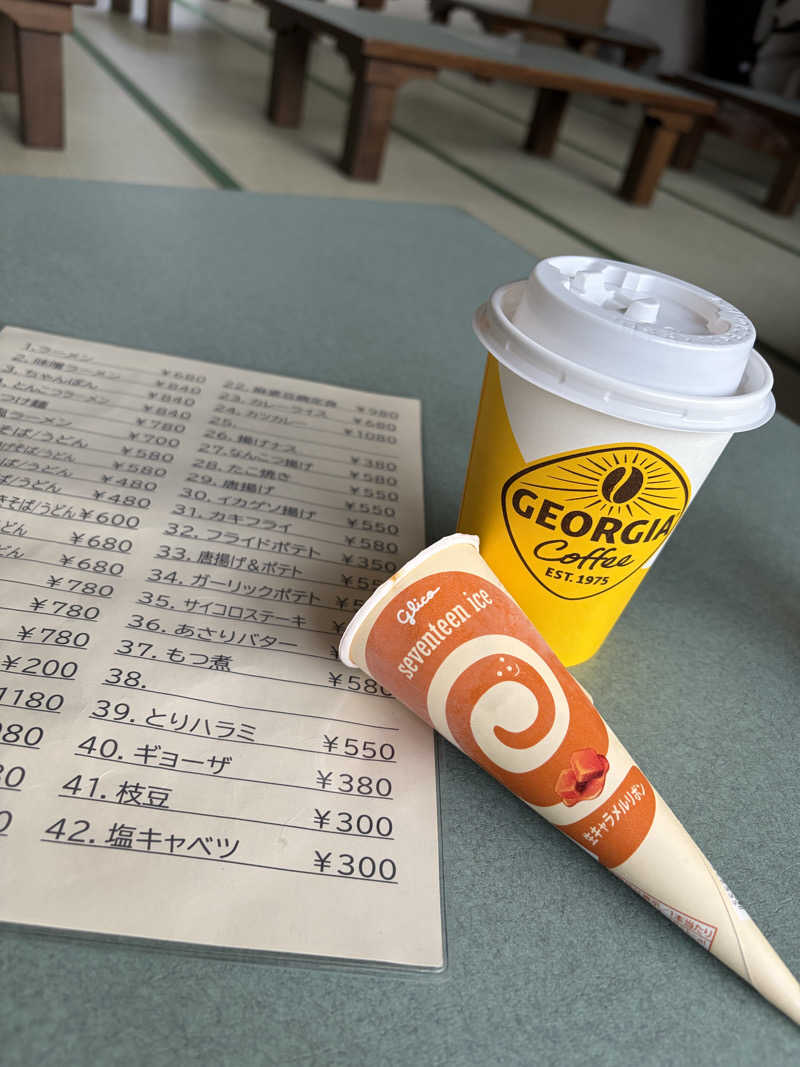 1. ラーメン ¥680
2. 味噌ラーメン ¥840
3. ちゃんぽん ¥840
とんこつラーメン ¥840
つけ麺 ¥780
¥700
そば/うどん ¥580
そば/うどん ¥580
ば/うどん ¥480
ば/うどん ¥480
きそば/うどん ¥600
どん ¥680
どん ¥680
¥780
¥780
¥780
¥200
1180
980
22. ¥980
23. カレーライス ¥680
24. カツカレー ¥1080
25.
26. 揚げナス ¥380
27. なんこつ揚げ ¥580
28. たこ焼き ¥550
29. 唐揚げ ¥550
30. イカゲソ揚げ ¥550
31. カキフライ ¥580
32. フライドポテト ¥350
33. 唐揚げ&ポテト
34. ガーリックポテト
35. サイコロステーキ
36. あさりバター
37. もつ煮 ¥580
38.
39. とりハラミ ¥550
40. ギョーザ ¥380
41. 枝豆 ¥300
42. 塩キャベツ ¥300
GEORGIA
Coffee
EST. 1975
Glico
seventeen ice
生キャラメルリボン